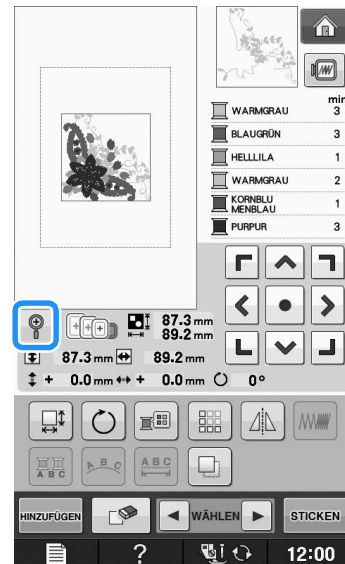 min
WARMGRAU 3
BLAUGRÜN 3
HELLLILA 1
WARMGRAU 2
KORNBLU
MENBLAU 1
PURPUR 3
87.3 mm
89.2 mm
87.3 mm 89.2 mm
+ 0.0 mm + 0.0 mm 0°
A B C
A B C
A B C
HINZUFÜGEN WÄHLEN STICKEN
? i 12:00